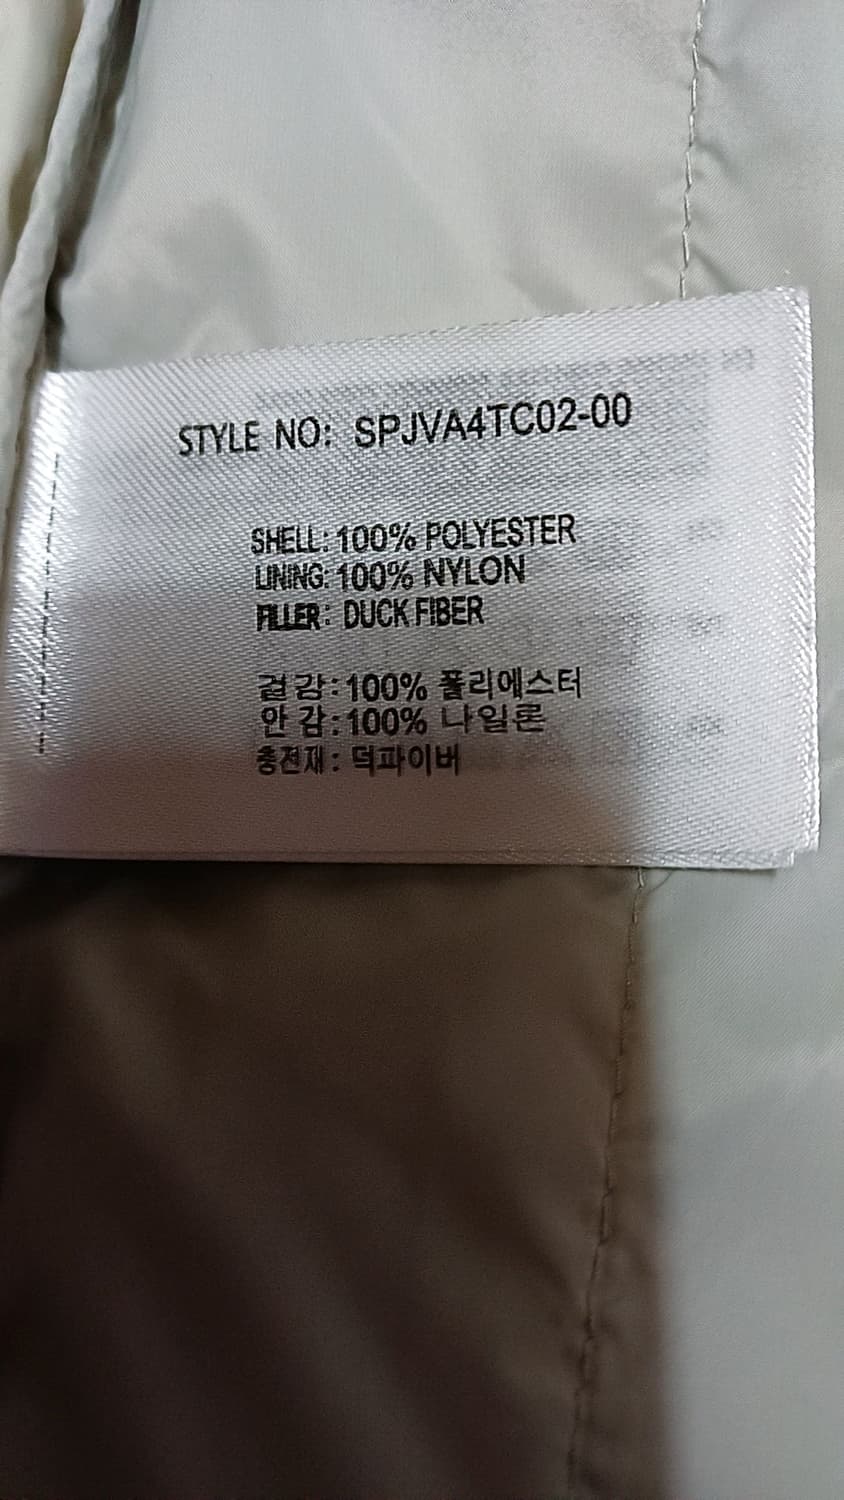 STYLE NO: SPJVA4TC02-00
SHELL: 100% POLYESTER
LINING: 100% NYLON
FILLER: DUCK FIBER
겉감: 100% 폴리에스터
안감: 100% 나일론
충전재: 덕파이버